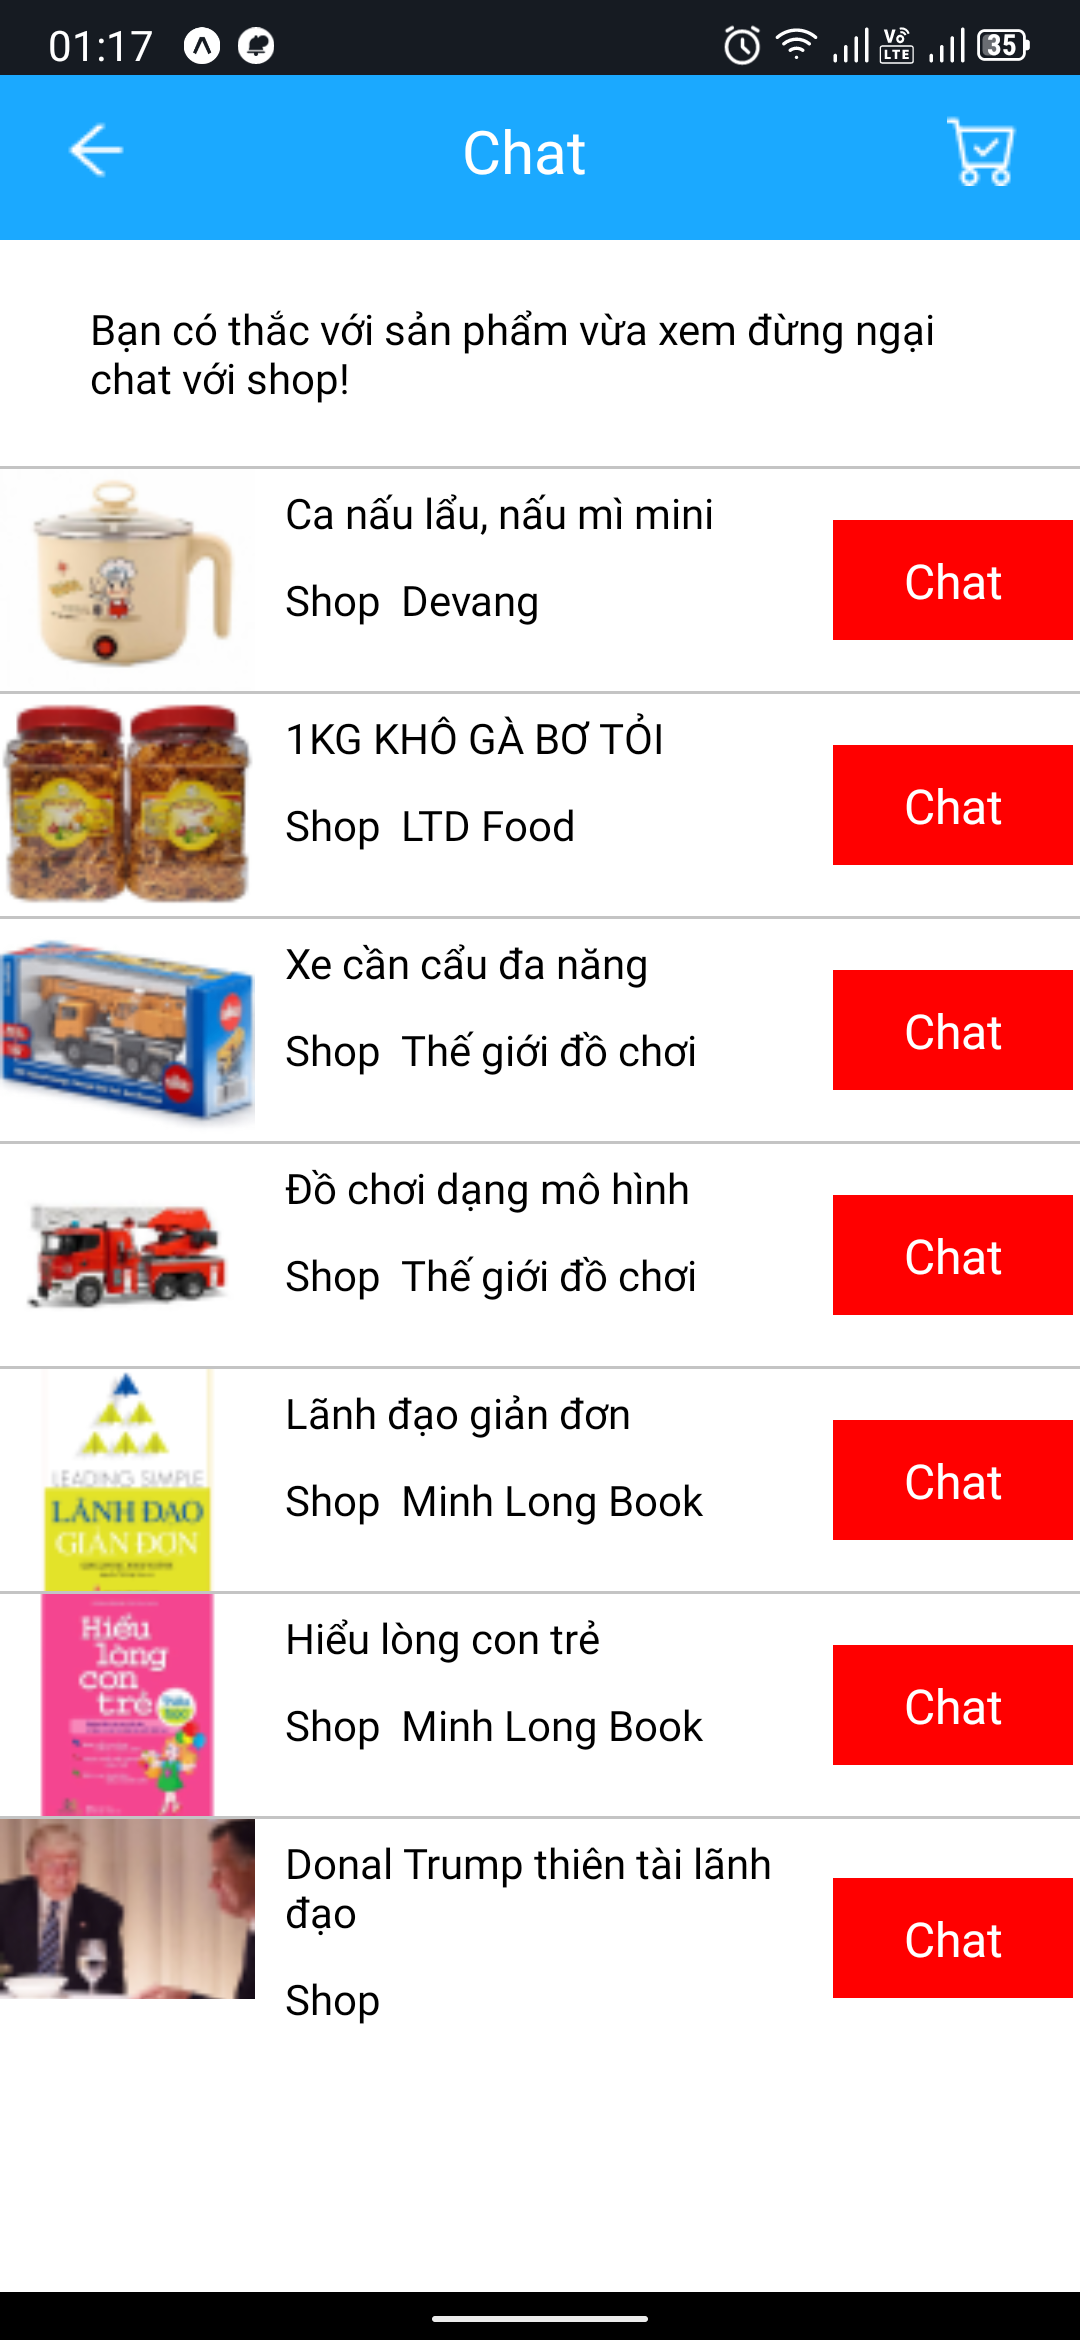 01:17
Vo LTE
35
Chat
Bạn có thắc với sản phẩm vừa xem đừng ngại
chat với shop!
Ca nấu lẩu, nấu mì mini
Shop Devang
Chat
1KG KHÔ GÀ BƠ TỎI
Shop LTD Food
Chat
Xe cần cẩu đa năng
Shop Thế giới đồ chơi
Chat
Đồ chơi dạng mô hình
Shop Thế giới đồ chơi
Chat
LEADING SIMPLE
LÃNH ĐẠO
GIẢN ĐƠN
Lãnh đạo giản đơn
Shop Minh Long Book
Chat
Hiểu
lòng
con
trẻ
Hiểu lòng con trẻ
Shop Minh Long Book
Chat
Donal Trump thiên tài lãnh
đạo
Shop
Chat